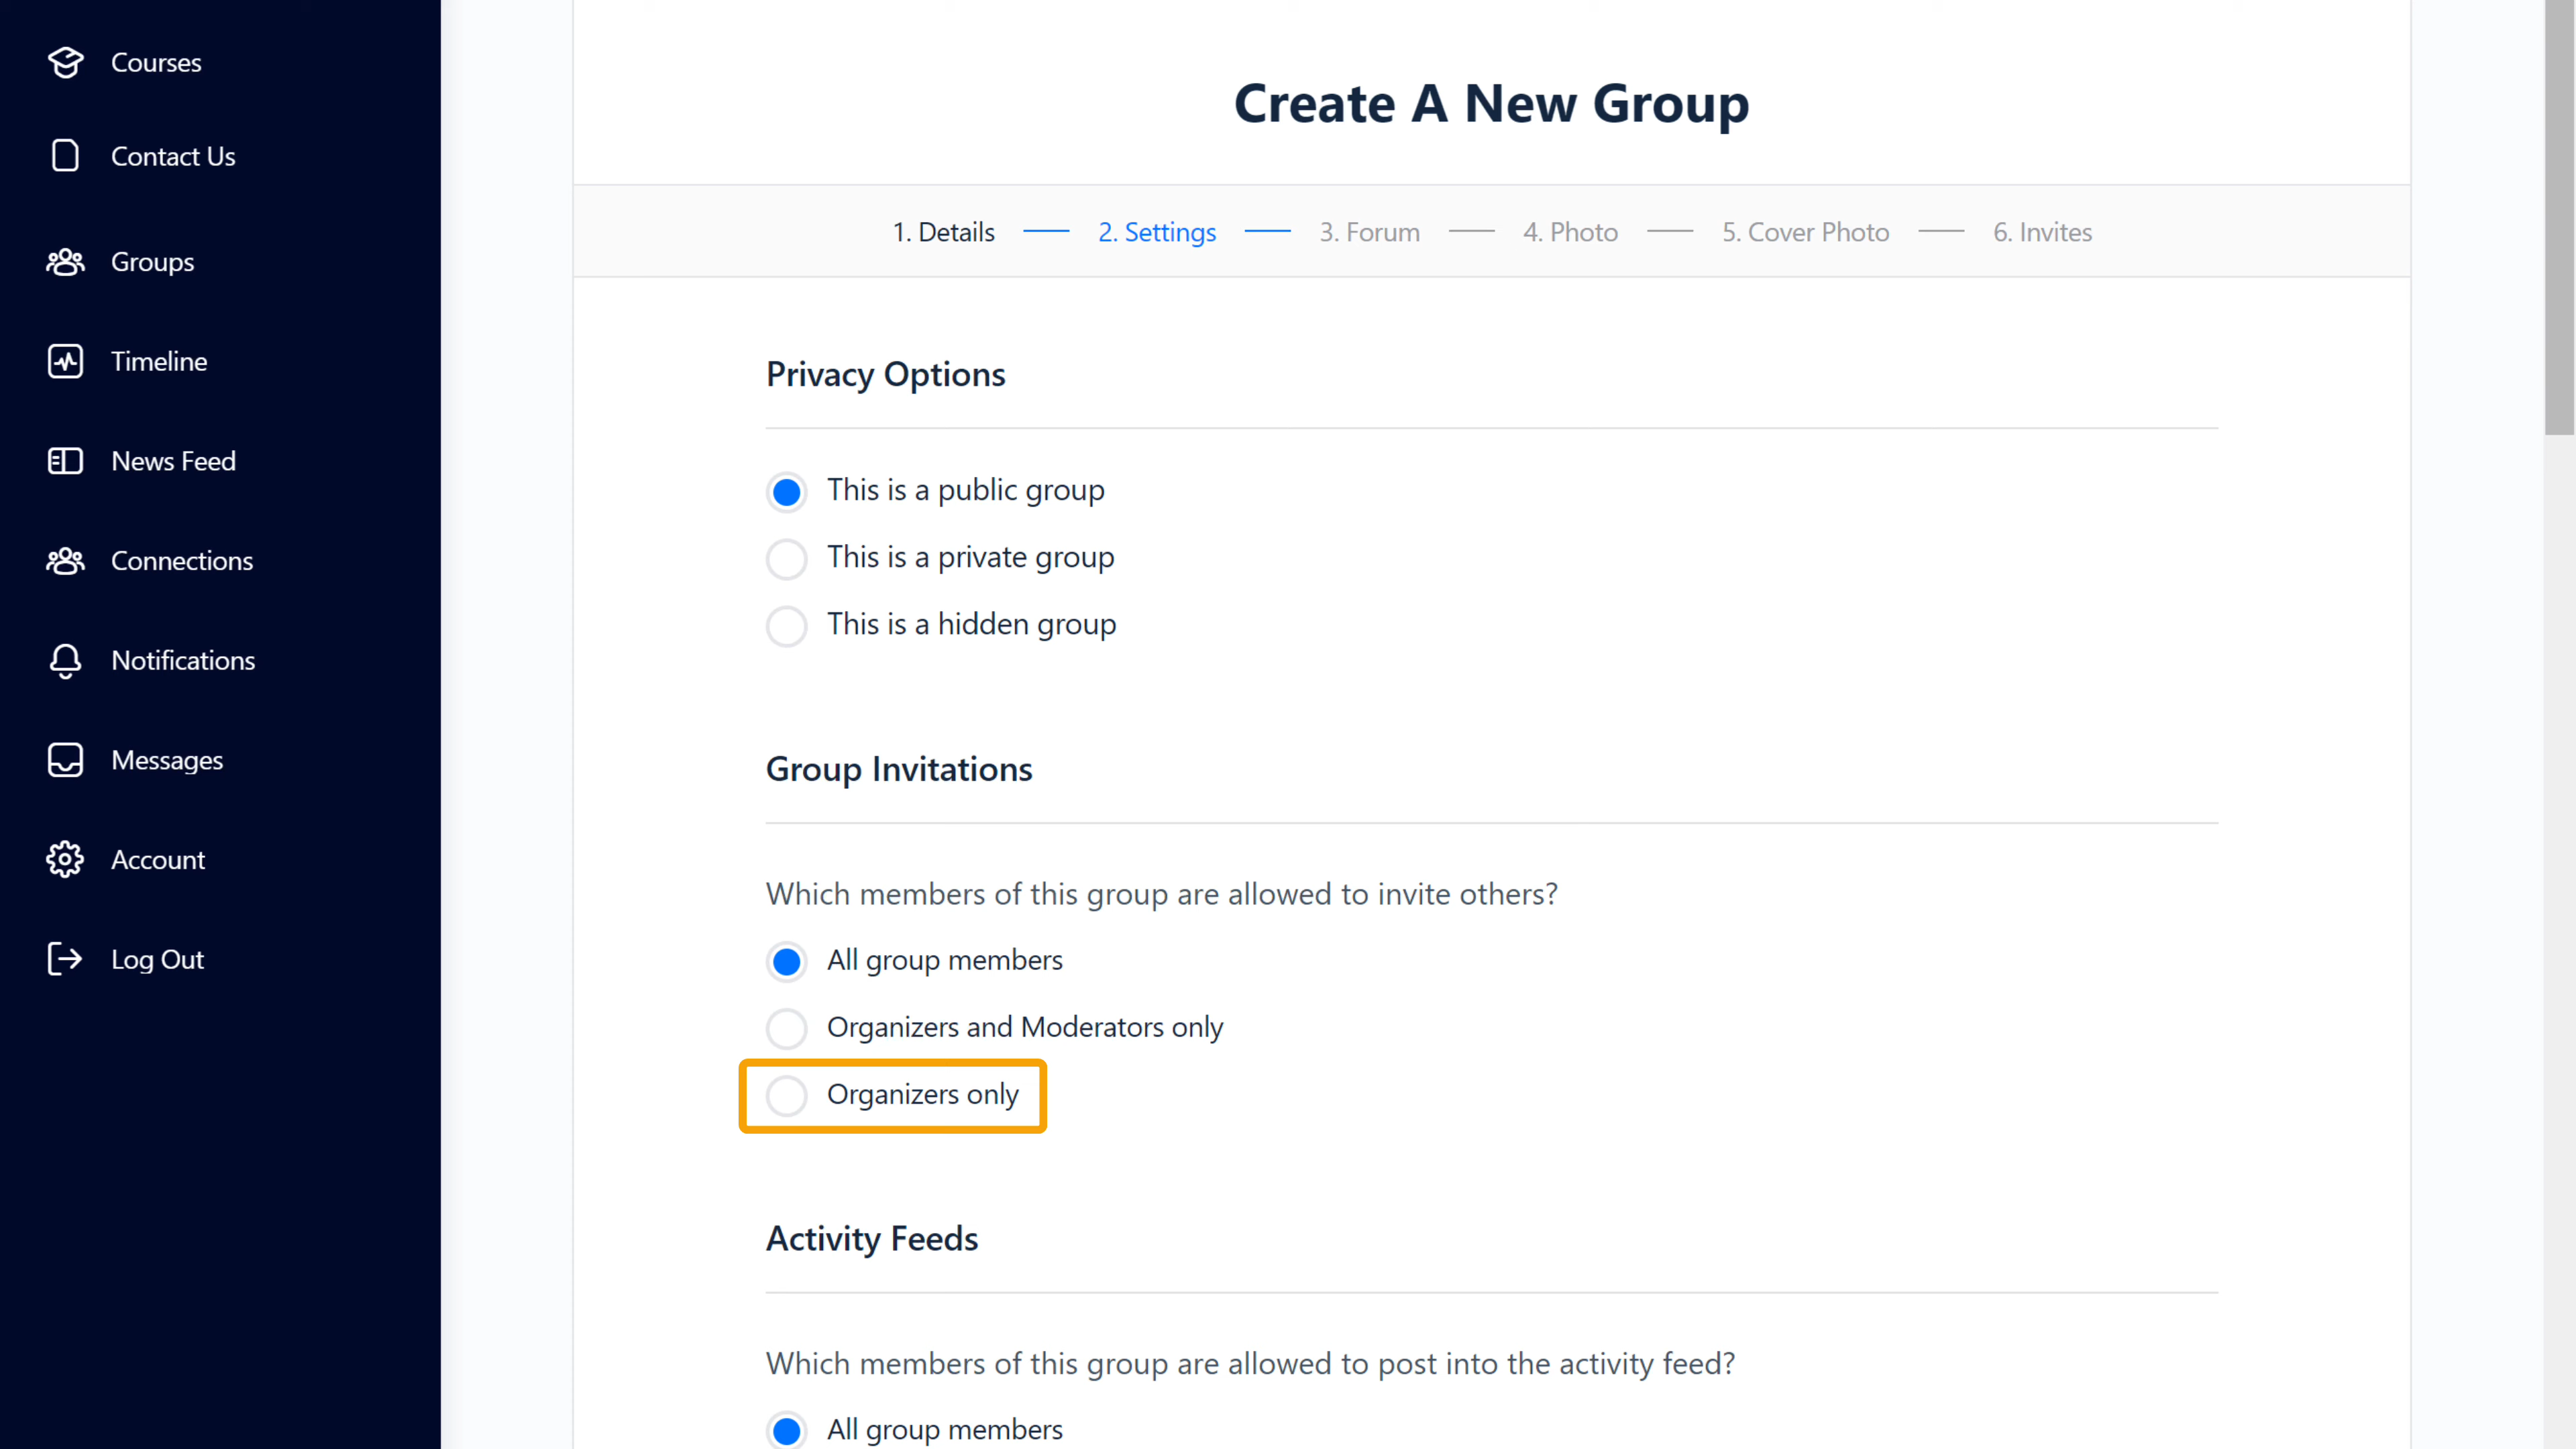 Courses
Contact Us
Groups
Timeline
News Feed
Connections
Notifications
Messages
Account
Log Out
Create A New Group
1. Details 2. Settings 3. Forum 4. Photo 5. Cover Photo 6. Invites
Privacy Options
This is a public group
This is a private group
This is a hidden group
Group Invitations
Which members of this group are allowed to invite others?
All group members
Organizers and Moderators only
Organizers only
Activity Feeds
Which members of this group are allowed to post into the activity feed?
All group members